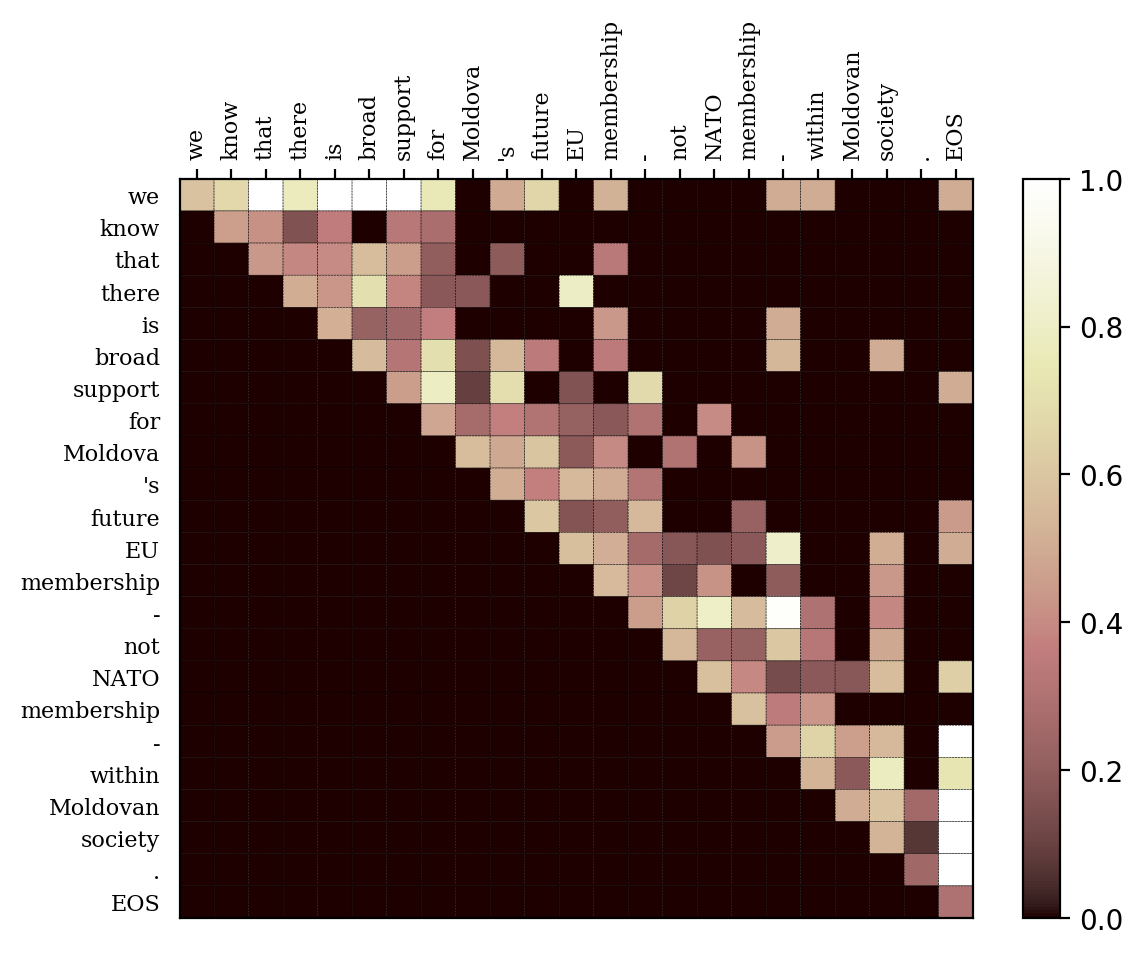 we know that there is broad support for Moldova 's future EU membership - not NATO membership - within Moldovan society . EOS
we
know
that
there
is
broad
support
for
Moldova
's
future
EU
membership
-
not
NATO
membership
-
within
Moldovan
society
.
EOS
1.0
0.8
0.6
0.4
0.2
0.0